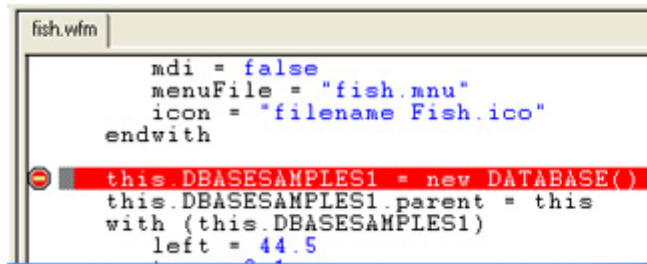 fish.wfm
mdi = false
menuFile = "fish.mnu"
icon = "filename Fish.ico"
endwith
this.DBASESAMPLES1 = new DATABASE()
this.DBASESAMPLES1.parent = this
with (this.DBASESAMPLES1)
left = 44.5